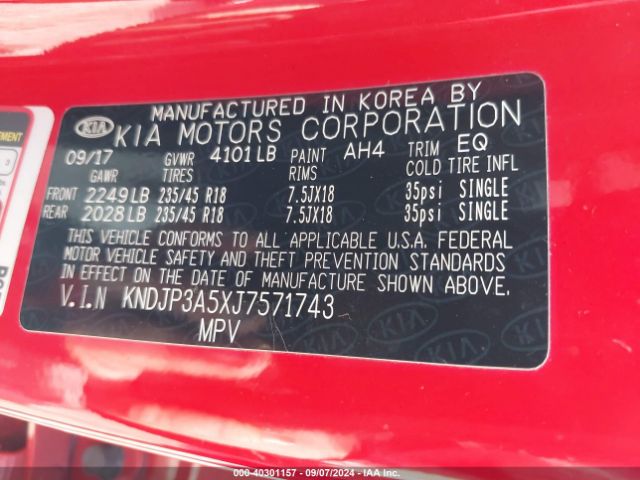 MANUFACTURED IN KOREA BY
KIA KIA MOTORS CORPORATION
09/17 GVWR 4101LB PAINT AH4 TRIM EQ
GAWR TIRES RIMS COLD TIRE INFL
FRONT 2249LB 235/45 R18 7.5JX18 35psi SINGLE
REAR 2028LB 235/45 R18 7.5JX18 35psi SINGLE
THIS VEHICLE CONFORMS TO ALL APPLICABLE U.S.A. FEDERAL
MOTOR VEHICLE SAFETY AND THEFT PREVENTION STANDARDS
IN EFFECT ON THE DATE OF MANUFACTURE SHOWN ABOVE.
V.I.N KNDJP3A5XJ7571743
MPV
000-40301157 - 09/07/2024 - IAA Inc.